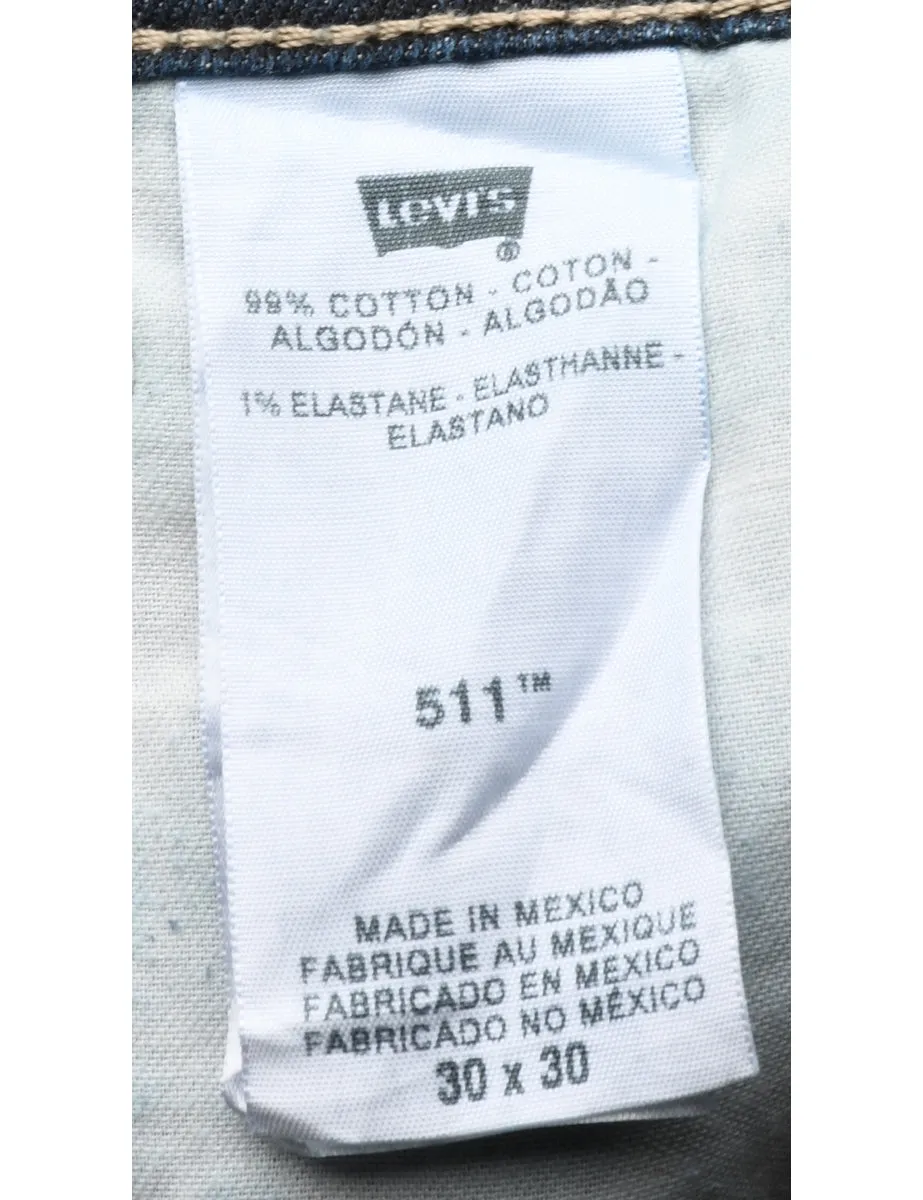 Levi's
®
99% COTTON - COTON -
ALGODÓN - ALGODÃO
1% ELASTANE - ELASTHANNE -
ELASTANO
511™
MADE IN MEXICO
FABRIQUE AU MEXIQUE
FABRICADO EN MÉXICO
FABRICADO NO MÉXICO
30 x 30